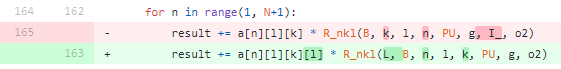 164 162 for n in range(1, N+1):
165 - result += a[n][l][k] * R_nkl(B, k, l, n, PU, g, I_, o2)
163 + result += a[n][l][k][l] * R_nkl(L, B, n, l, k, PU, g, o2)